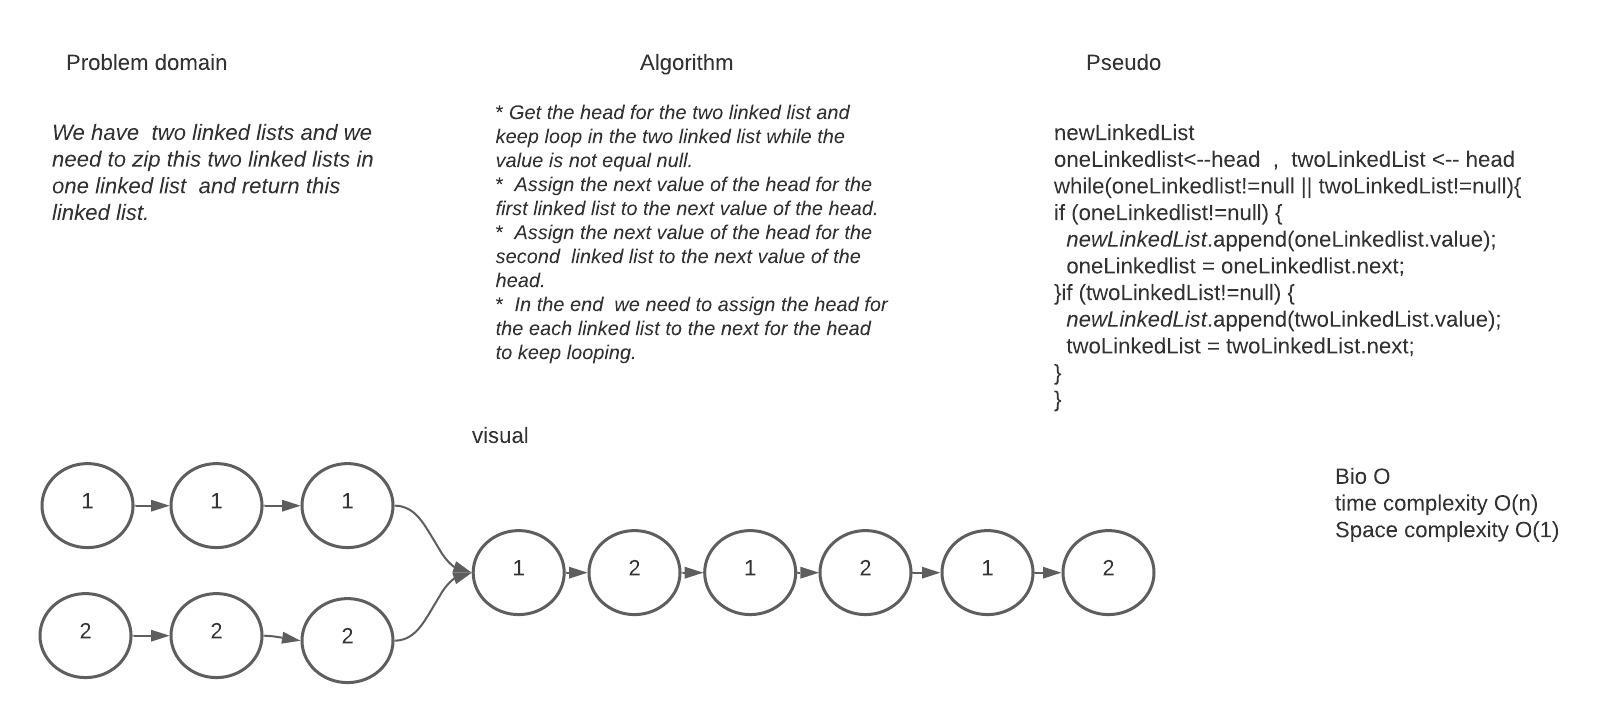 Problem domain
We have  two linked lists and we
need to zip this two linked lists in
one linked list  and return this
linked list.
Algorithm
* Get the head for the two linked list and
keep loop in the two linked list while the
value is not equal null.
*  Assign the next value of the head for the
first linked list to the next value of the head.
*  Assign the next value of the head for the
second  linked list to the next value of the
head.
*  In the end  we need to assign the head for
the each linked list to the next for the head
to keep looping.
Pseudo
newLinkedList
oneLinkedlist<--head  ,  twoLinkedList <-- head
while(oneLinkedlist!=null || twoLinkedList!=null){
if (oneLinkedlist!=null) {
newLinkedList.append(oneLinkedlist.value);
oneLinkedlist = oneLinkedlist.next;
}if (twoLinkedList!=null) {
newLinkedList.append(twoLinkedList.value);
twoLinkedList = twoLinkedList.next;
}
}
visual
1 1 1
1 2 1 2 1 2
2 2 2
Bio O
time complexity O(n)
Space complexity O(1)